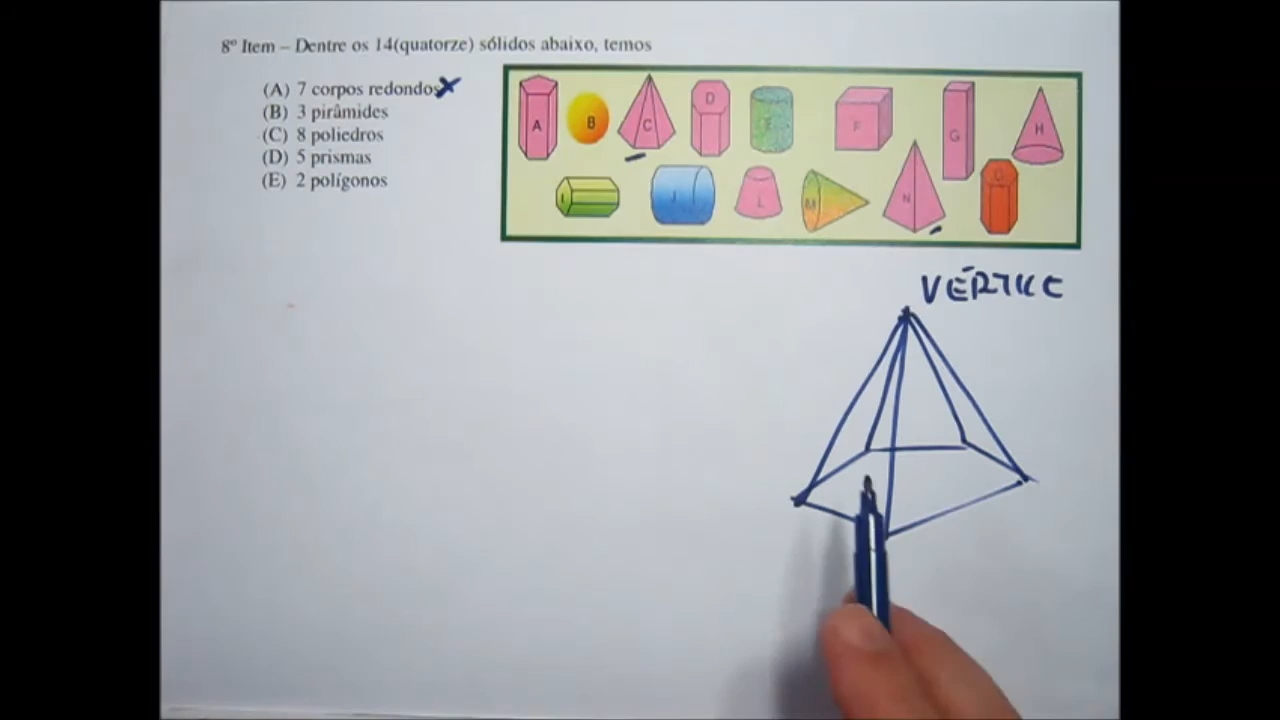 8º Item – Dentre os 14(quatorze) sólidos abaixo, temos
(A) 7 corpos redondos
(B) 3 pirâmides
(C) 8 poliedros
(D) 5 prismas
(E) 2 polígonos
A B C D E F G H
I J L M N O
VÉRTICE